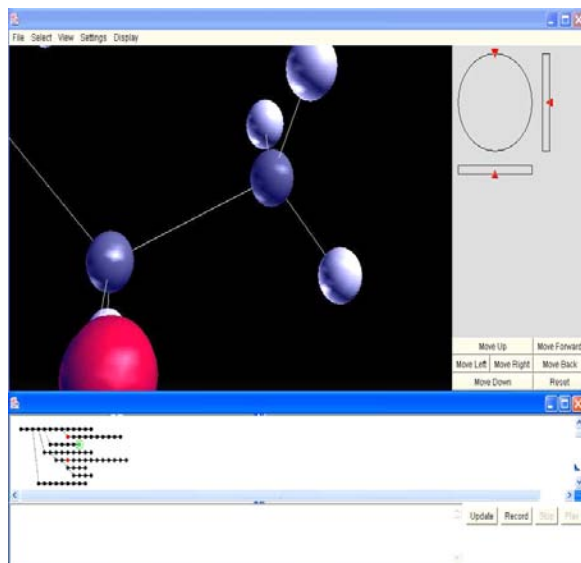 File Select View Settings Display
Move Up Move Forward
Move Left Move Right Move Back
Move Down Reset
Update Record Stop Play